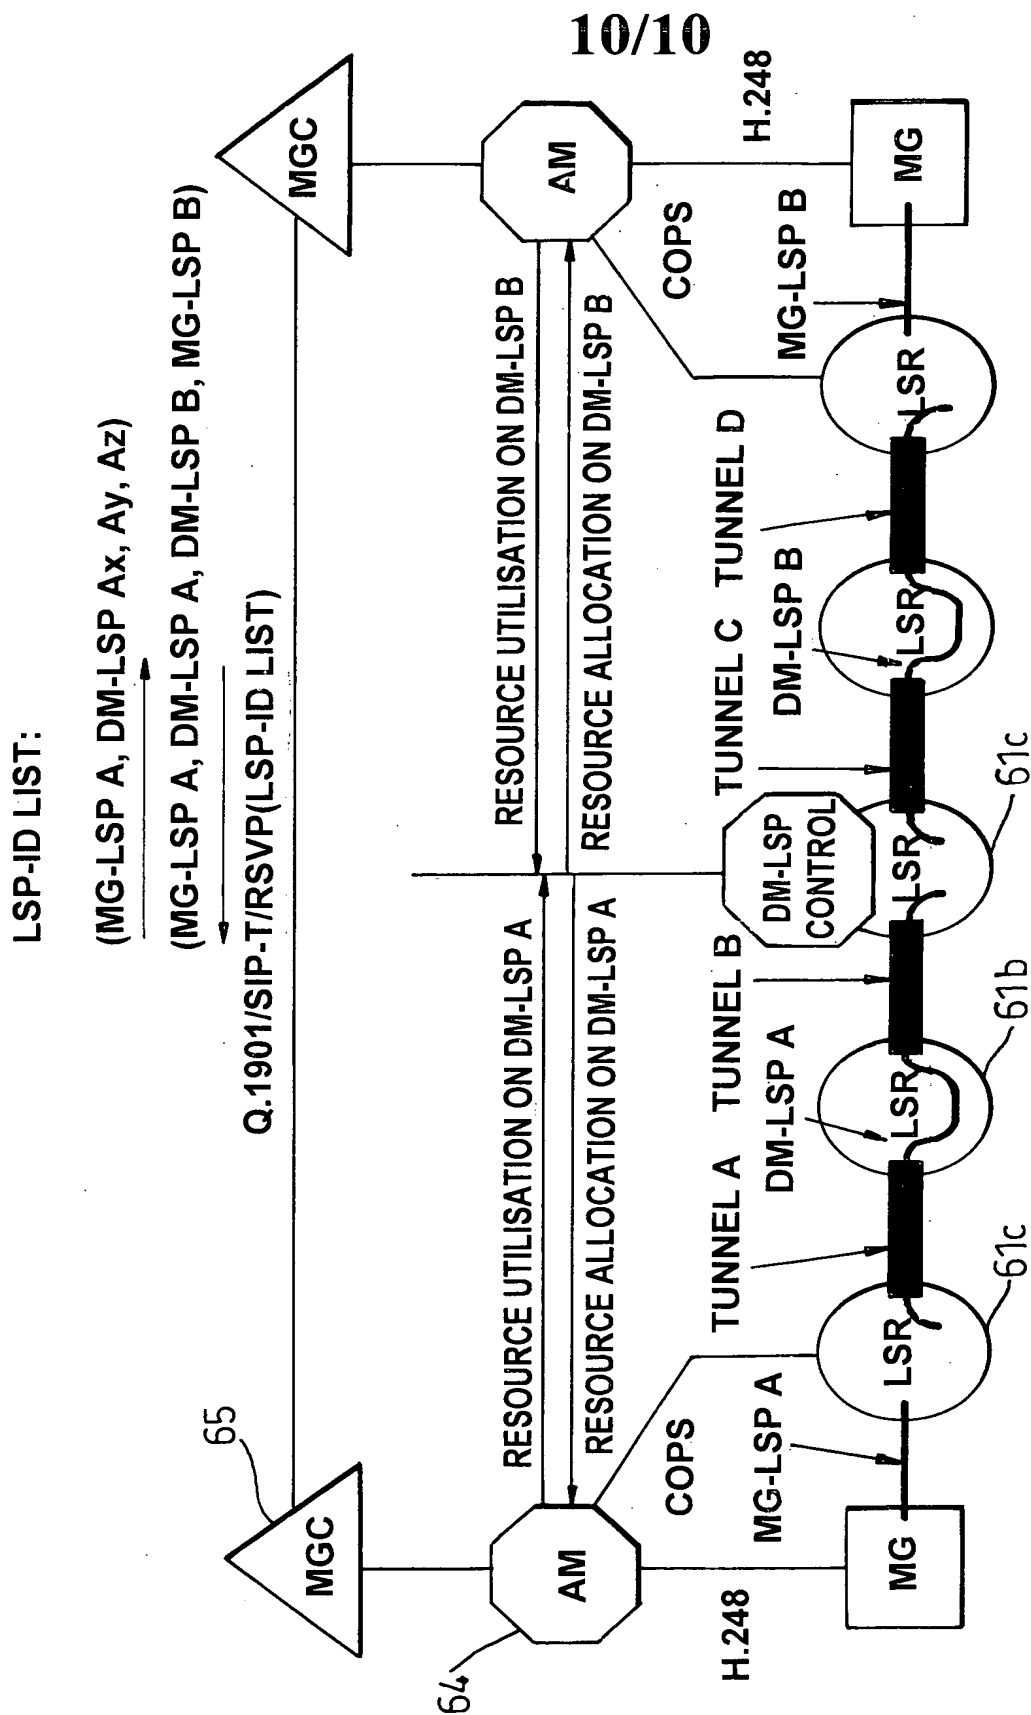 10/10
LSP-ID LIST:
(MG-LSP A, DM-LSP Ax, Ay, Az)
(MG-LSP A, DM-LSP A, DM-LSP B, MG-LSP B)
Q.1901/SIP-T/RSVP(LSP-ID LIST)
65
MGC
MGC
RESOURCE UTILISATION ON DM-LSP A
RESOURCE UTILISATION ON DM-LSP B
64
AM
AM
RESOURCE ALLOCATION ON DM-LSP A
RESOURCE ALLOCATION ON DM-LSP B
COPS
COPS
H.248
H.248
MG-LSP A
TUNNEL A
TUNNEL B
DM-LSP A
DM-LSP
CONTROL
TUNNEL C
TUNNEL D
DM-LSP B
MG-LSP B
MG
LSR
LSR
LSR
LSR
LSR
MG
61c
61b
61c